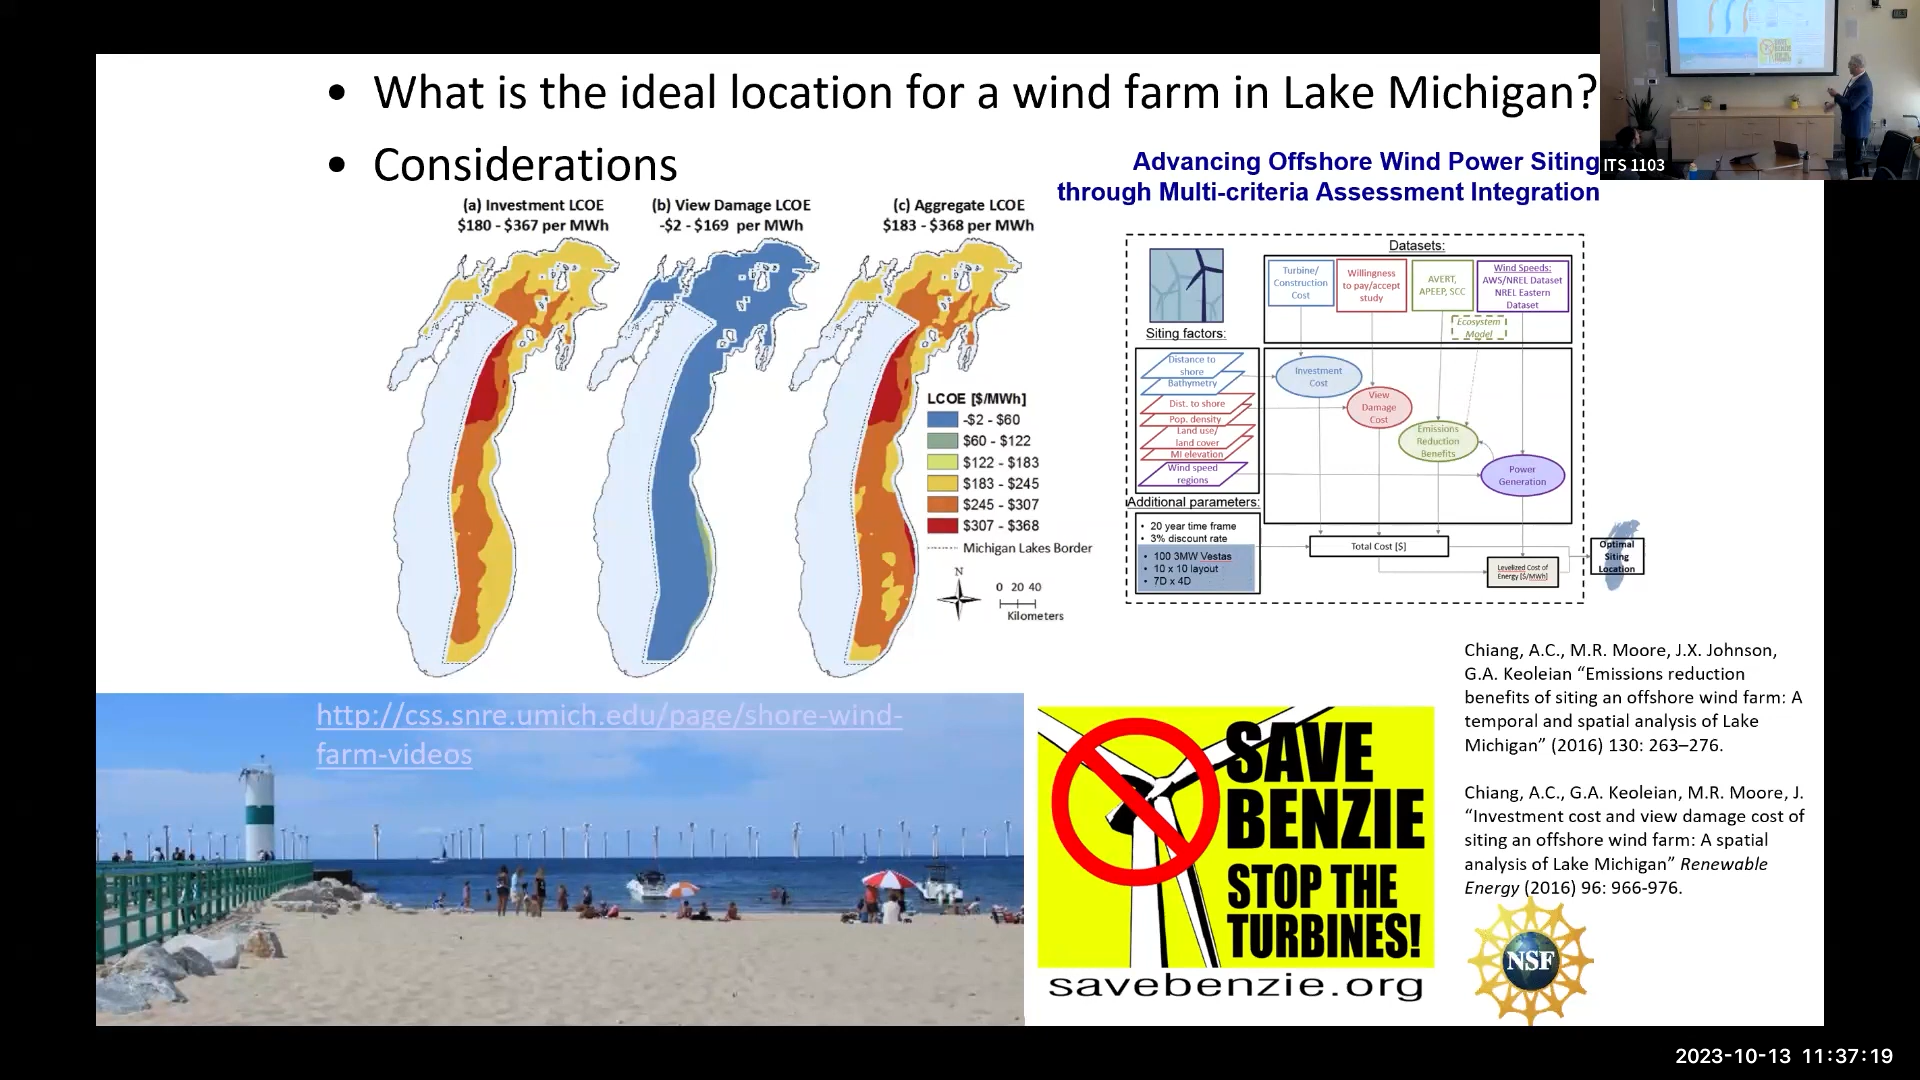 • What is the ideal location for a wind farm in Lake Michigan?
• Considerations
ITS 1103
Advancing Offshore Wind Power Siting
through Multi-criteria Assessment Integration
(a) Investment LCOE
$180 - $367 per MWh
(b) View Damage LCOE
-$2 - $169 per MWh
(c) Aggregate LCOE
$183 - $368 per MWh
LCOE [$/MWh]
-$2 - $60
$60 - $122
$122 - $183
$183 - $245
$245 - $307
$307 - $368
Michigan Lakes Border
N
0 20 40
Kilometers
Datasets:
Turbine/
Construction
Cost
Willingness
to pay/accept
study
AVERT,
APEEP, SCC
Wind Speeds:
AWS/NREL Dataset
NREL Eastern
Dataset
Ecosystem
Model
Siting factors:
Distance to
shore
Bathymetry
Dist. to shore
Pop. density
Land use/
land cover
MI elevation
Wind speed
regions
Investment
Cost
View
Damage
Cost
Emissions
Reduction
Benefits
Power
Generation
Additional parameters:
• 20 year time frame
• 3% discount rate
• 100 3MW Vestas
• 10 x 10 layout
• 7D x 4D
Total Cost [$]
Levelized Cost of
Energy [$/MWh]
Optimal
Siting
Location
Chiang, A.C., M.R. Moore, J.X. Johnson,
G.A. Keoleian “Emissions reduction
benefits of siting an offshore wind farm: A
temporal and spatial analysis of Lake
Michigan” (2016) 130: 263–276.
Chiang, A.C., G.A. Keoleian, M.R. Moore, J.
“Investment cost and view damage cost of
siting an offshore wind farm: A spatial
analysis of Lake Michigan” Renewable
Energy (2016) 96: 966-976.
http://css.snre.umich.edu/page/shore-wind-
farm-videos
SAVE
BENZIE
STOP THE
TURBINES!
savebenzie.org
NSF
2023-10-13 11:37:19